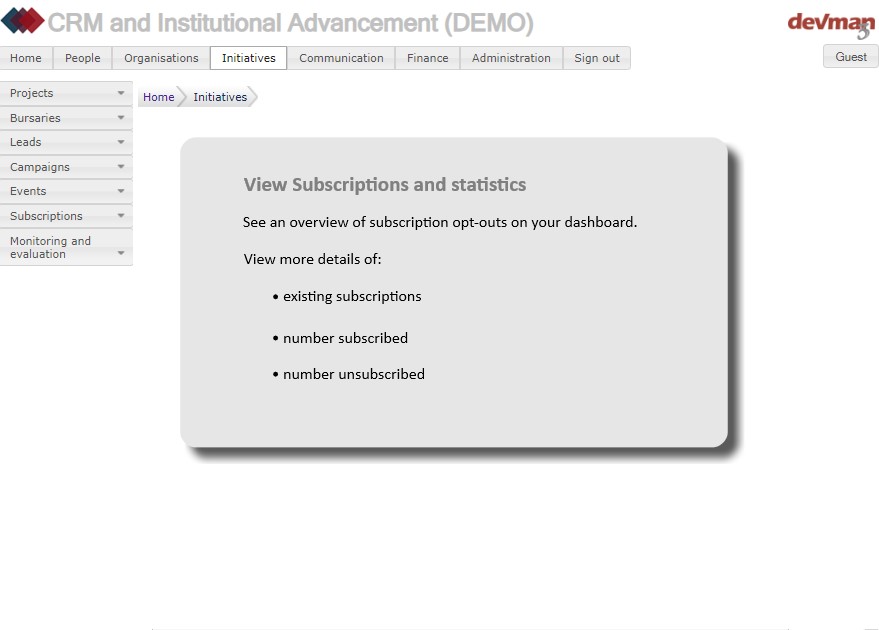 CRM and Institutional Advancement (DEMO)
devman
5
Home People Organisations Initiatives Communication Finance Administration Sign out Guest
Projects
Bursaries
Leads
Campaigns
Events
Subscriptions
Monitoring and
evaluation
Home Initiatives
View Subscriptions and statistics
See an overview of subscription opt-outs on your dashboard.
View more details of:
• existing subscriptions
• number subscribed
• number unsubscribed